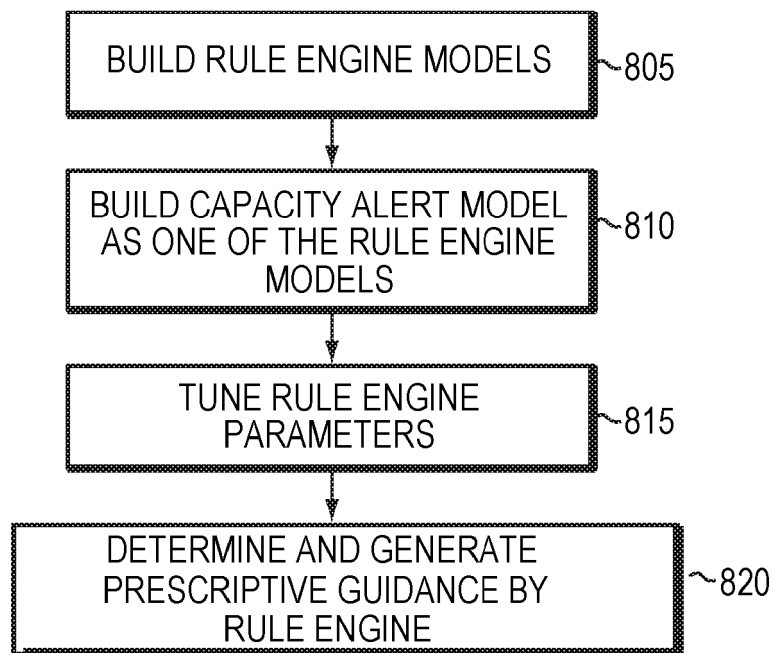 BUILD RULE ENGINE MODELS
805
BUILD CAPACITY ALERT MODEL
AS ONE OF THE RULE ENGINE
MODELS
810
TUNE RULE ENGINE
PARAMETERS
815
DETERMINE AND GENERATE
PRESCRIPTIVE GUIDANCE BY
RULE ENGINE
820